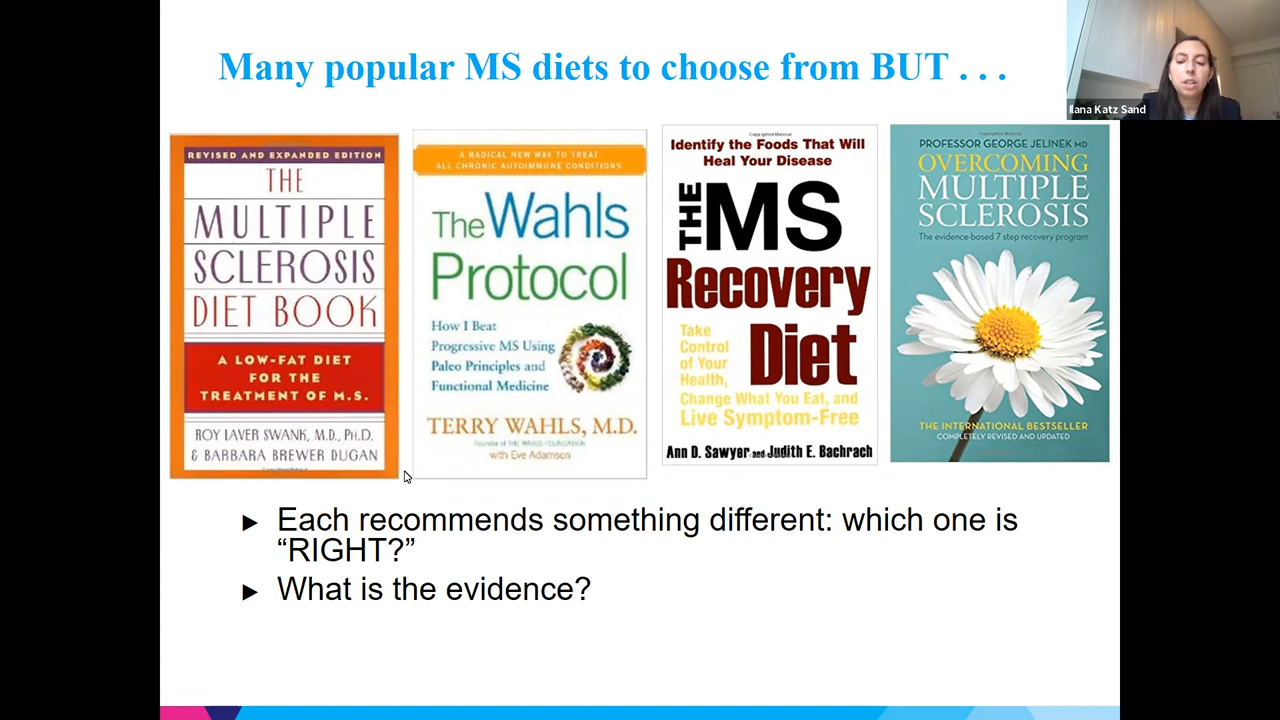 Many popular MS diets to choose from BUT . . .
Ilana Katz Sand
REVISED AND EXPANDED EDITION
THE
MULTIPLE
SCLEROSIS
DIET BOOK
A LOW-FAT DIET
FOR THE
TREATMENT OF M.S.
ROY LAVER SWANK, M.D., PH.D.
& BARBARA BREWER DUGAN
A RADICAL NEW WAY TO TREAT
ALL CHRONIC AUTOIMMUNE CONDITIONS
The Wahls
Protocol
How I Beat
Progressive MS Using
Paleo Principles and
Functional Medicine
TERRY WAHLS, M.D.
Founder of THE WAHLS FOUNDATION
with Eve Adamson
Identify the Foods That Will
Heal Your Disease
THE MS
Recovery
Diet
Take
Control
of Your
Health,
Change What You Eat, and
Live Symptom-Free
Ann D. Sawyer and Judith E. Bachrach
PROFESSOR GEORGE JELINEK MD
OVERCOMING
MULTIPLE
SCLEROSIS
The evidence-based 7 step recovery program
THE INTERNATIONAL BESTSELLER
COMPLETELY REVISED AND UPDATED
► Each recommends something different: which one is
“RIGHT?”
► What is the evidence?